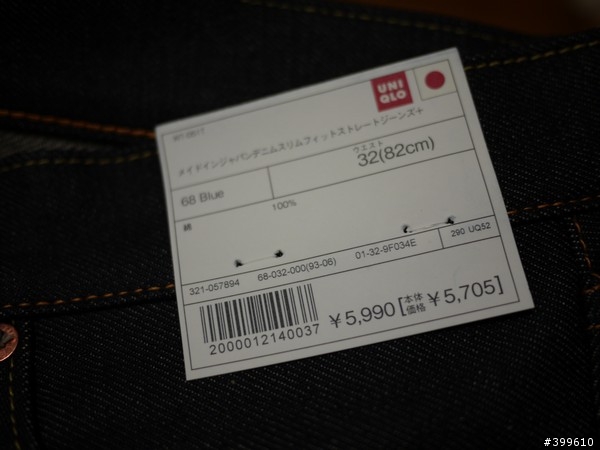 UNI
QLO
メイドインジャパンデニムスリムフィットストレートジーンズ+
68 Blue
ウエスト
32(82cm)
綿 100%
321-057894 68-032-000(93-06) 01-32-9F034E 290 UQ52
2000012140037
¥5,990[本体価格 ¥5,705]
#399610